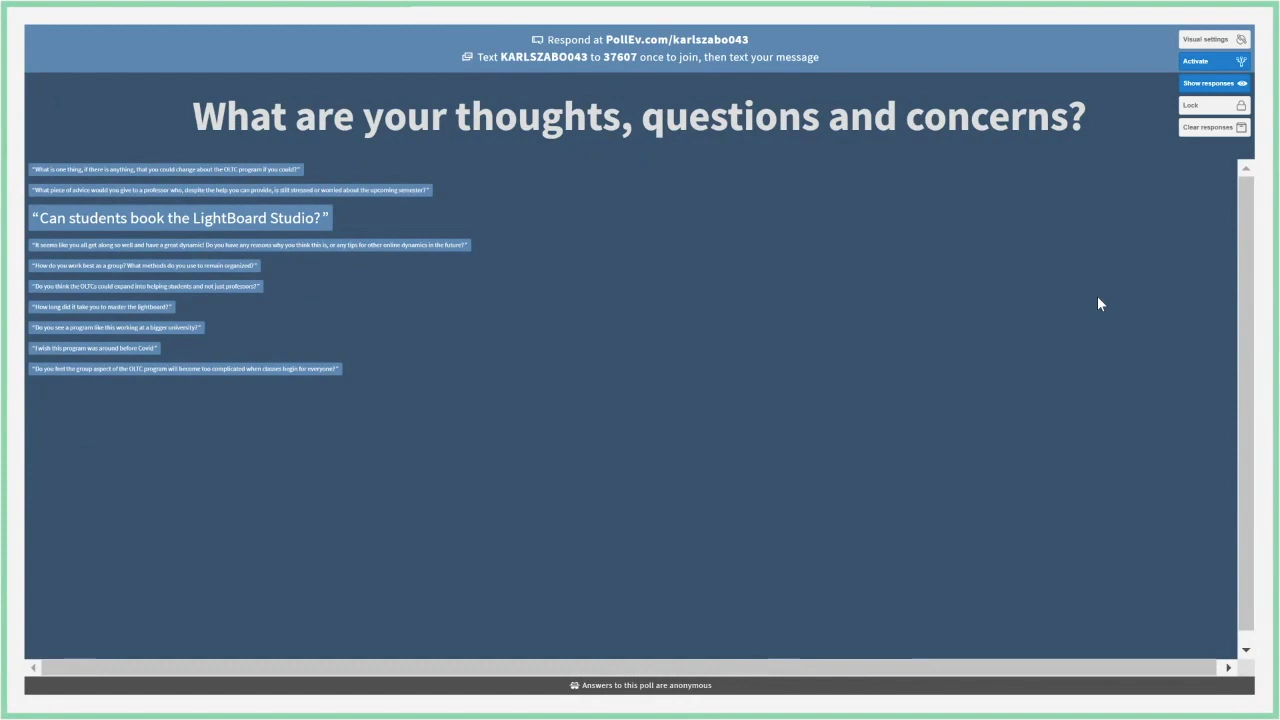 Respond at PollEv.com/karlszabo043
Text KARLSZABO043 to 37607 once to join, then text your message
Visual settings
Activate
Show responses
Lock
Clear responses
What are your thoughts, questions and concerns?
"What is one thing, if there is anything, that you could change about the OLTC program if you could?"
"What piece of advice would you give to a professor who, despite the help you can provide, is still stressed or worried about the upcoming semester?"
"Can students book the LightBoard Studio?"
"It seems like you all get along so well and have a great dynamic! Do you have any reasons why you think this is, or any tips for other online dynamics in the future?"
"How do you work best as a group? What methods do you use to remain organized?"
"Do you think the OLTCs could expand into helping students and not just professors?"
"How long did it take you to master the lightboard?"
"Do you see a program like this working at a bigger university?"
"I wish this program was around before Covid"
"Do you feel the group aspect of the OLTC program will become too complicated when classes begin for everyone?"
Answers to this poll are anonymous